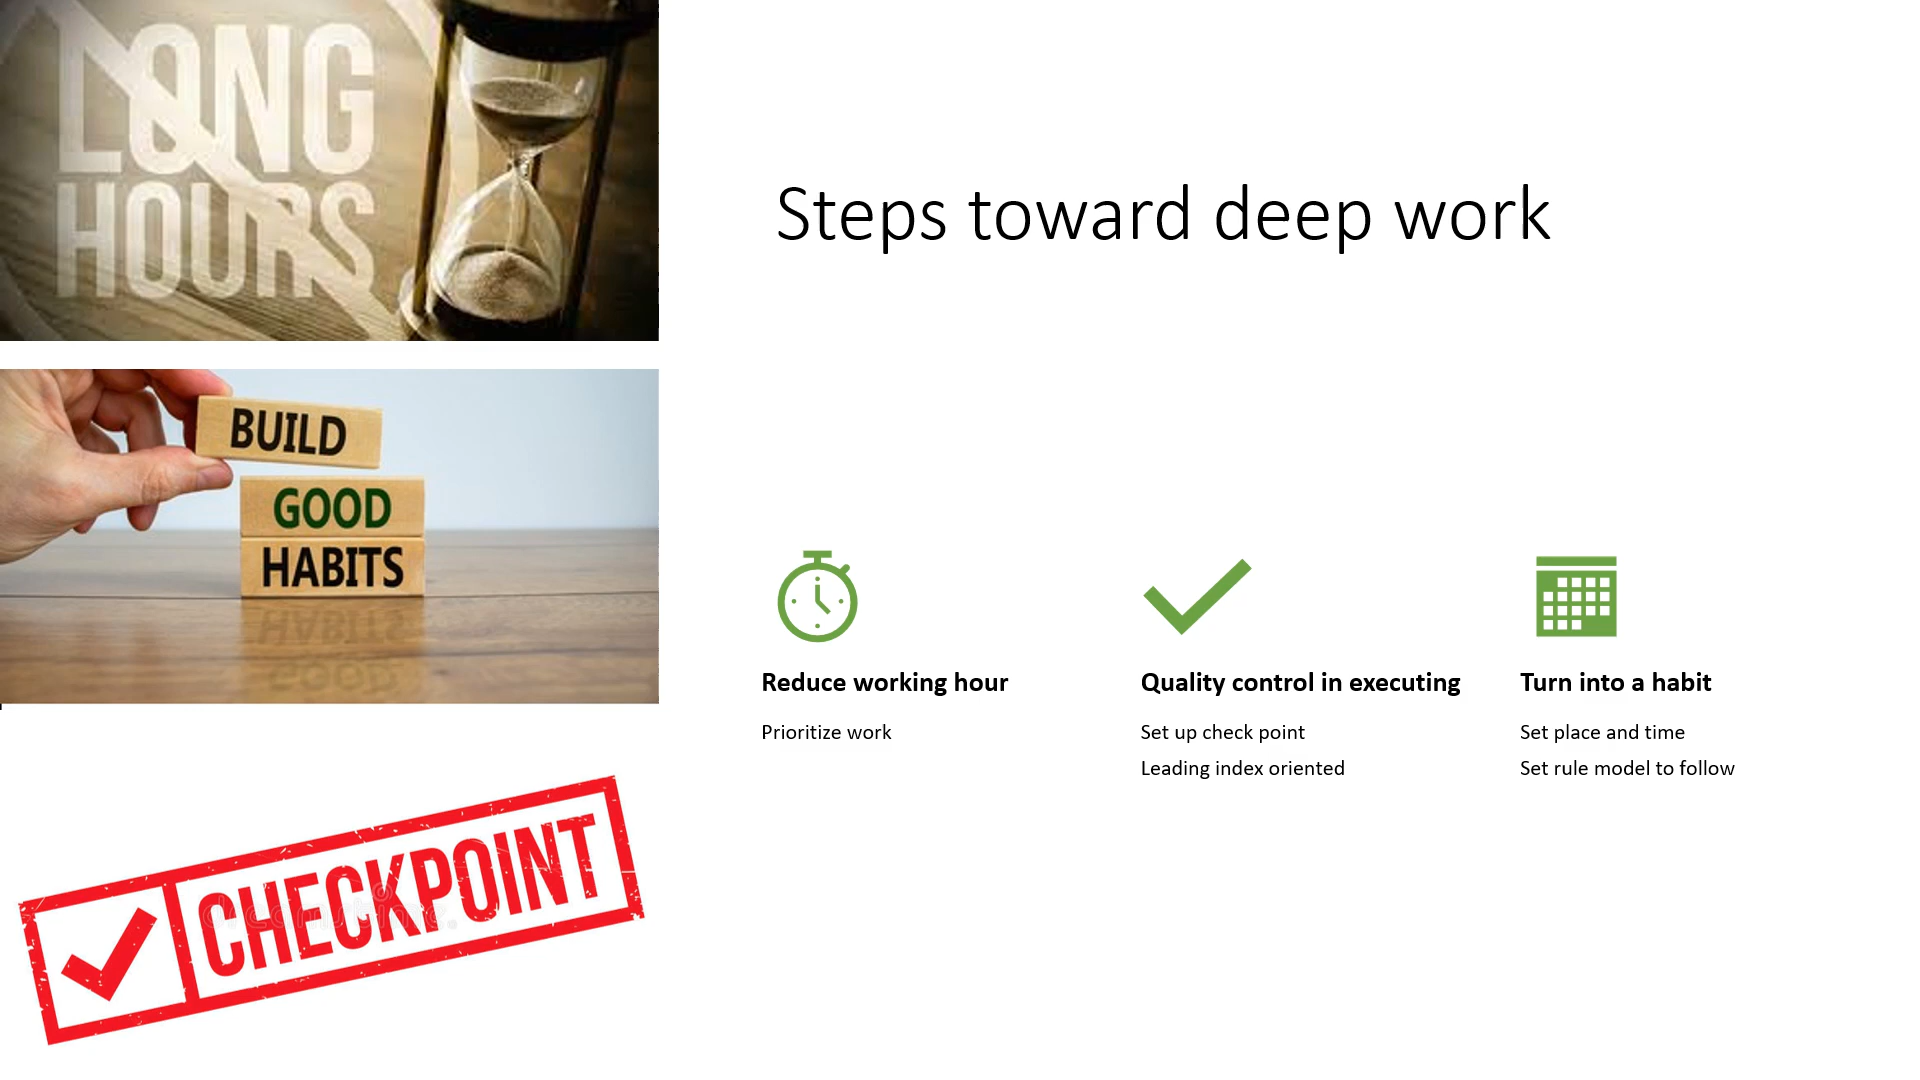 LONG
HOURS
BUILD
GOOD
HABITS
CHECKPOINT
Steps toward deep work
Reduce working hour
Prioritize work
Quality control in executing
Set up check point
Leading index oriented
Turn into a habit
Set place and time
Set rule model to follow